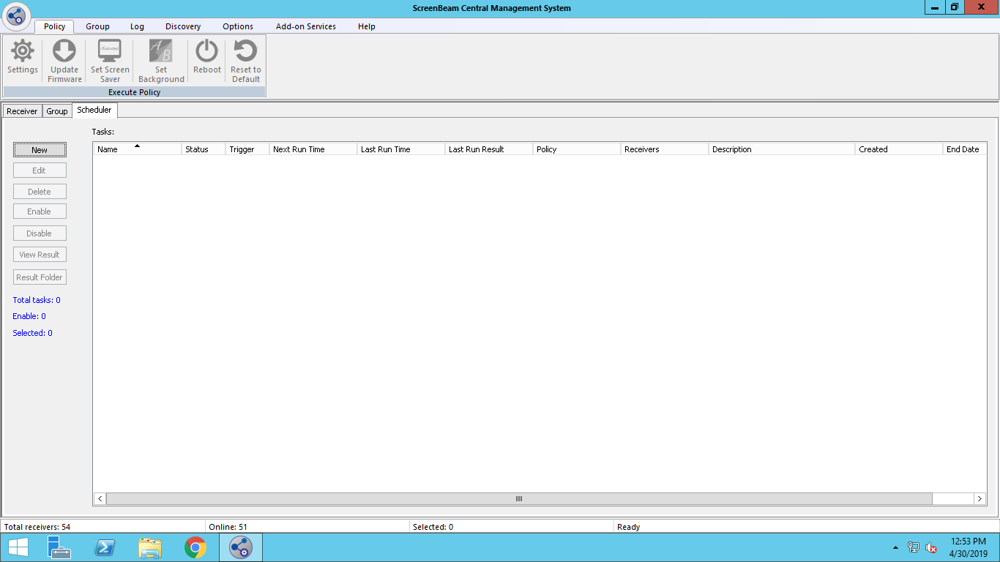 ScreenBeam Central Management System
Policy Group Log Discovery Options Add-on Services Help
Settings Update Firmware Set Screen Saver Set Background Reboot Reset to Default
Execute Policy
Receiver Group Scheduler
Tasks:
Name Status Trigger Next Run Time Last Run Time Last Run Result Policy Receivers Description Created End Date
New
Edit
Delete
Enable
Disable
View Result
Result Folder
Total tasks: 0
Enable: 0
Selected: 0
Total receivers: 54 Online: 51 Selected: 0 Ready
12:53 PM
4/30/2019